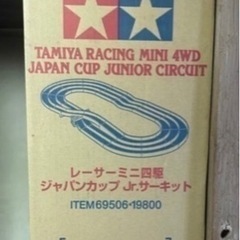 TAMIYA RACING MINI 4WD
JAPAN CUP JUNIOR CIRCUIT
レーサーミニ四駆
ジャパンカップ Jr.サーキット
ITEM69506-19800